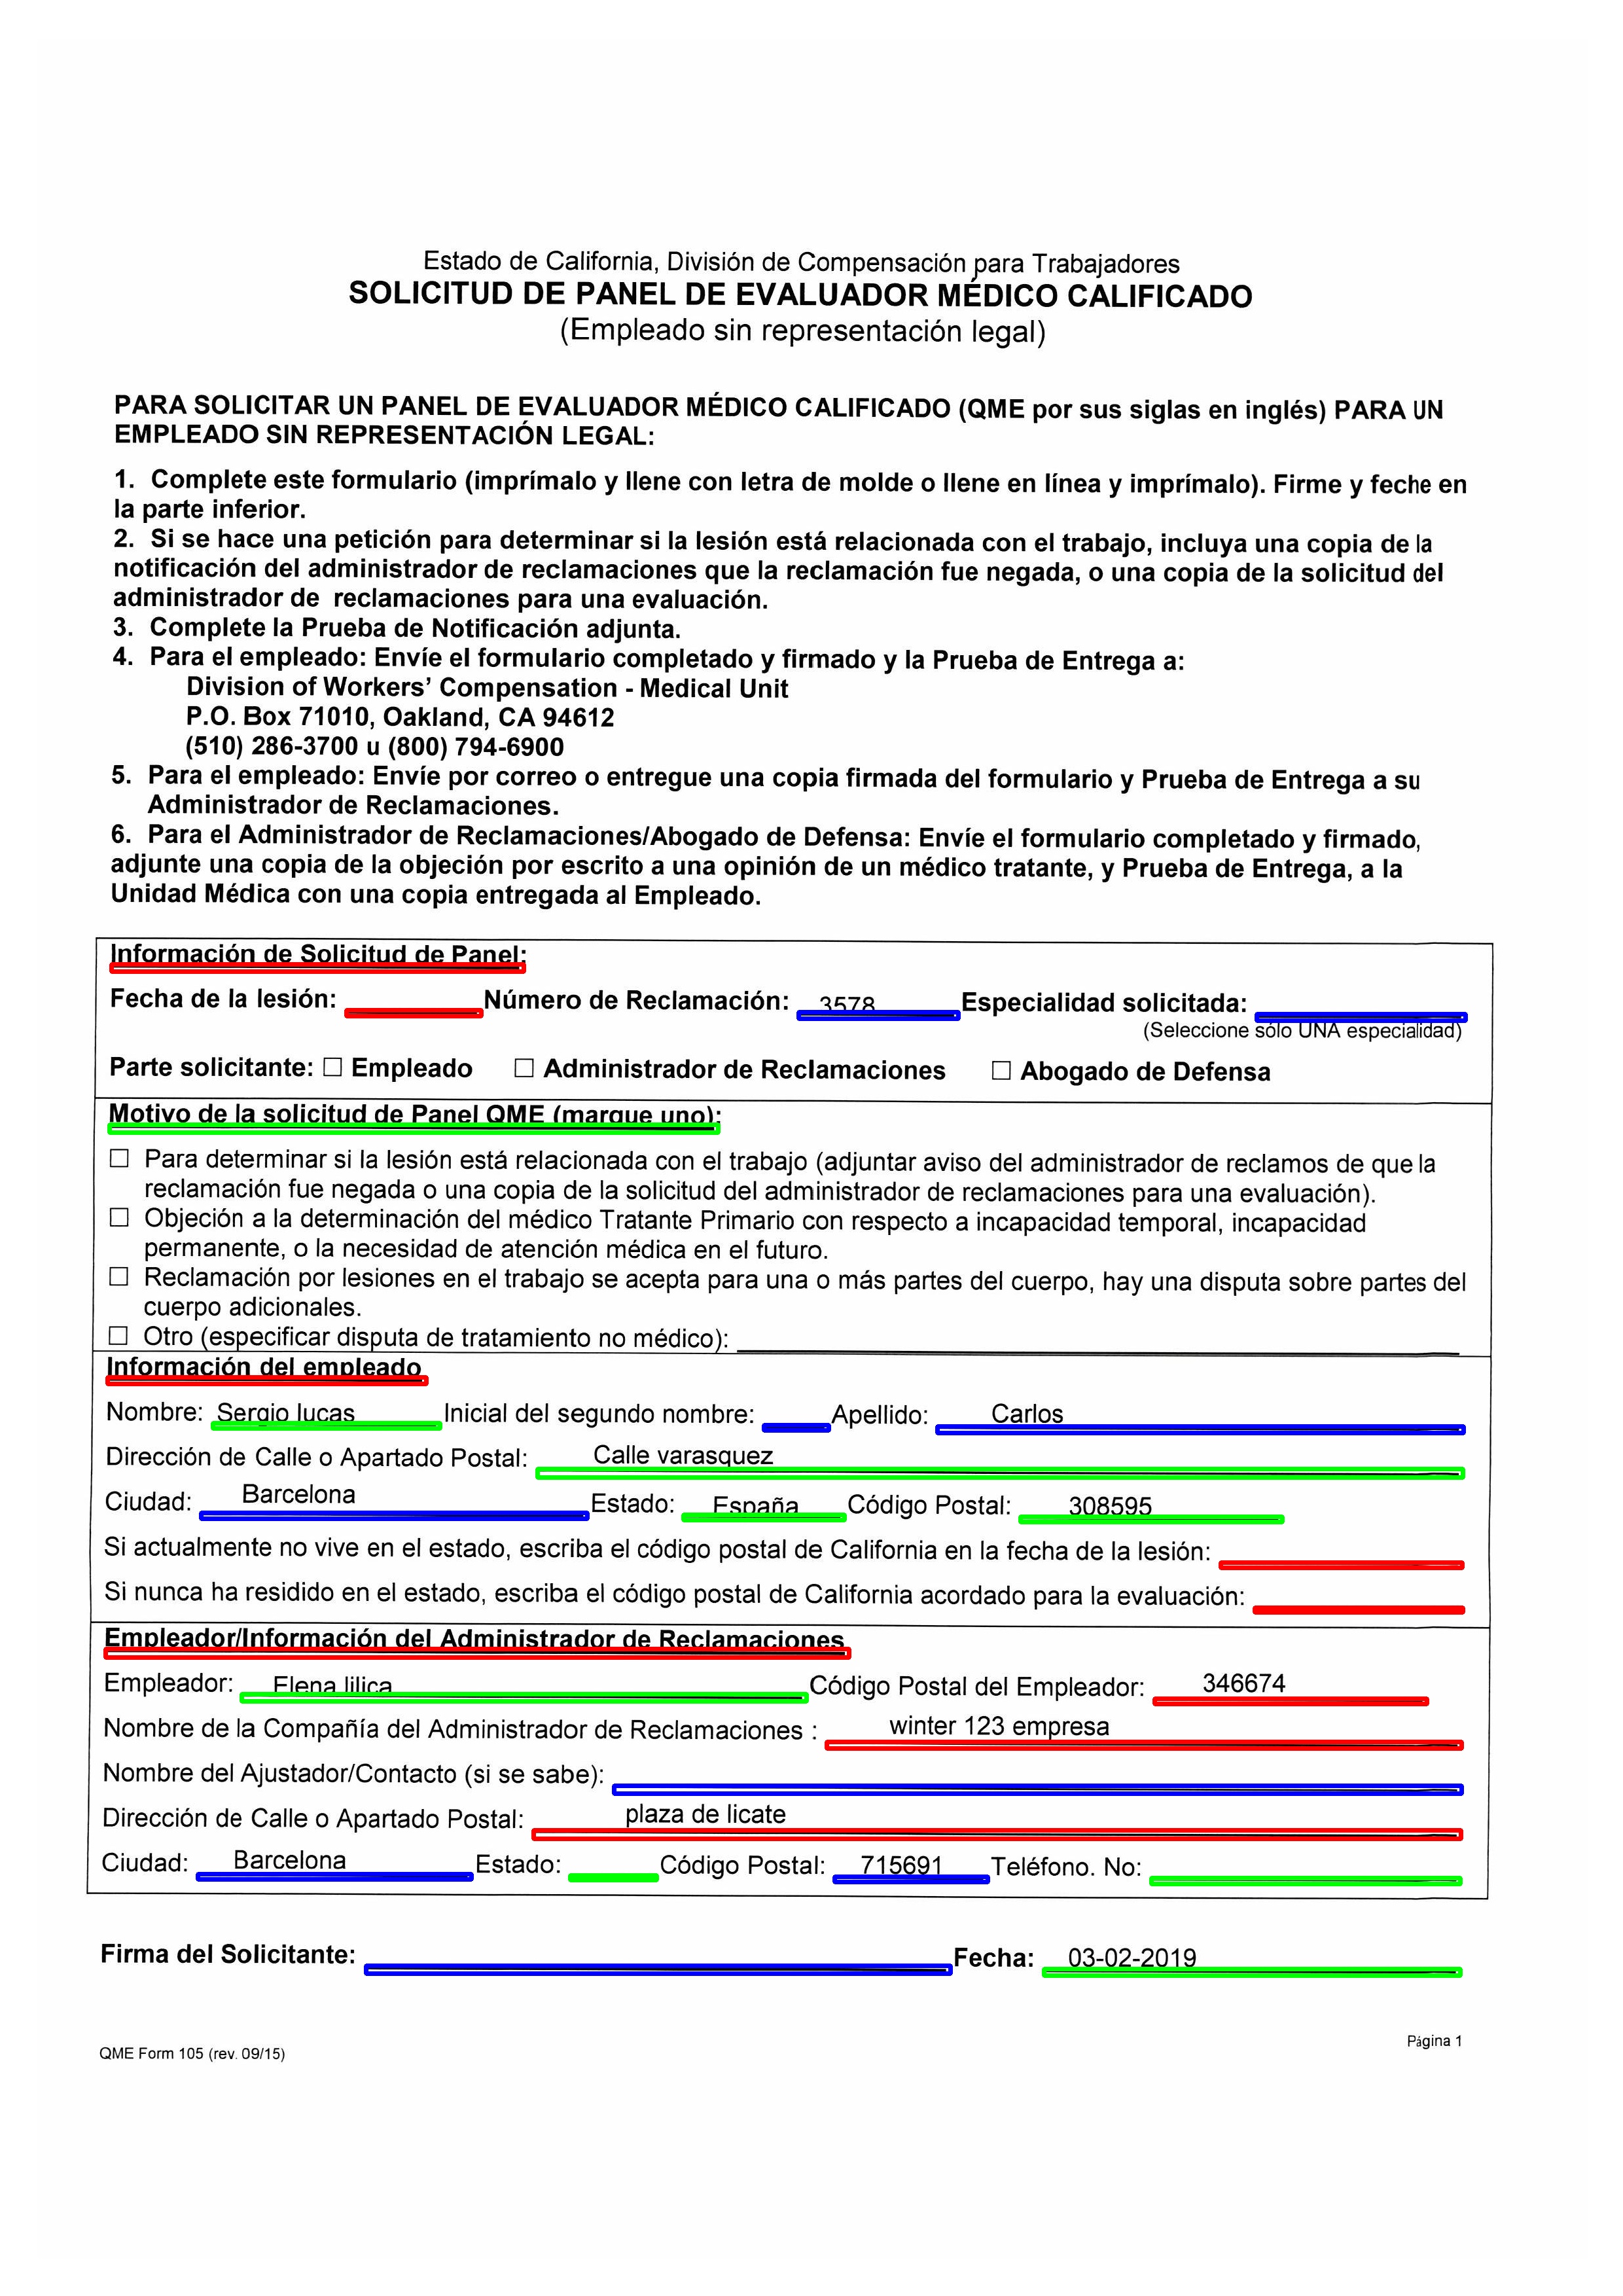 Estado de California, División de Compensación para Trabajadores
SOLICITUD DE PANEL DE EVALUADOR MÉDICO CALIFICADO
(Empleado sin representación legal)
PARA SOLICITAR UN PANEL DE EVALUADOR MÉDICO CALIFICADO (QME por sus siglas en inglés) PARA UN
EMPLEADO SIN REPRESENTACIÓN LEGAL:
1. Complete este formulario (imprímalo y llene con letra de molde o llene en línea y imprímalo). Firme y feche en
la parte inferior.
2. Si se hace una petición para determinar si la lesión está relacionada con el trabajo, incluya una copia de la
notificación del administrador de reclamaciones que la reclamación fue negada, o una copia de la solicitud del
administrador de reclamaciones para una evaluación.
3. Complete la Prueba de Notificación adjunta.
4. Para el empleado: Envíe el formulario completado y firmado y la Prueba de Entrega a:
Division of Workers' Compensation - Medical Unit
P.O. Box 71010, Oakland, CA 94612
(510) 286-3700 u (800) 794-6900
5. Para el empleado: Envíe por correo o entregue una copia firmada del formulario y Prueba de Entrega a su
Administrador de Reclamaciones.
6. Para el Administrador de Reclamaciones/Abogado de Defensa: Envíe el formulario completado y firmado,
adjunte una copia de la objeción por escrito a una opinión de un médico tratante, y Prueba de Entrega, a la
Unidad Médica con una copia entregada al Empleado.
Información de Solicitud de Panel:
Fecha de la lesión: Número de Reclamación: 3578 Especialidad solicitada:
(Seleccione sólo UNA especialidad)
Parte solicitante: ☐ Empleado ☐ Administrador de Reclamaciones ☐ Abogado de Defensa
Motivo de la solicitud de Panel QME (marque uno):
☐ Para determinar si la lesión está relacionada con el trabajo (adjuntar aviso del administrador de reclamos de que la
reclamación fue negada o una copia de la solicitud del administrador de reclamaciones para una evaluación).
☐ Objeción a la determinación del médico Tratante Primario con respecto a incapacidad temporal, incapacidad
permanente, o la necesidad de atención médica en el futuro.
☐ Reclamación por lesiones en el trabajo se acepta para una o más partes del cuerpo, hay una disputa sobre partes del
cuerpo adicionales.
☐ Otro (especificar disputa de tratamiento no médico):
Información del empleado
Nombre: Sergio lucas Inicial del segundo nombre: Apellido: Carlos
Dirección de Calle o Apartado Postal: Calle varasquez
Ciudad: Barcelona Estado: España Código Postal: 308595
Si actualmente no vive en el estado, escriba el código postal de California en la fecha de la lesión:
Si nunca ha residido en el estado, escriba el código postal de California acordado para la evaluación:
Empleador/Información del Administrador de Reclamaciones
Empleador: Elena lilica Código Postal del Empleador: 346674
Nombre de la Compañía del Administrador de Reclamaciones : winter 123 empresa
Nombre del Ajustador/Contacto (si se sabe):
Dirección de Calle o Apartado Postal: plaza de licate
Ciudad: Barcelona Estado: Código Postal: 715691 Teléfono. No:
Firma del Solicitante: Fecha: 03-02-2019
QME Form 105 (rev. 09/15)
Página 1